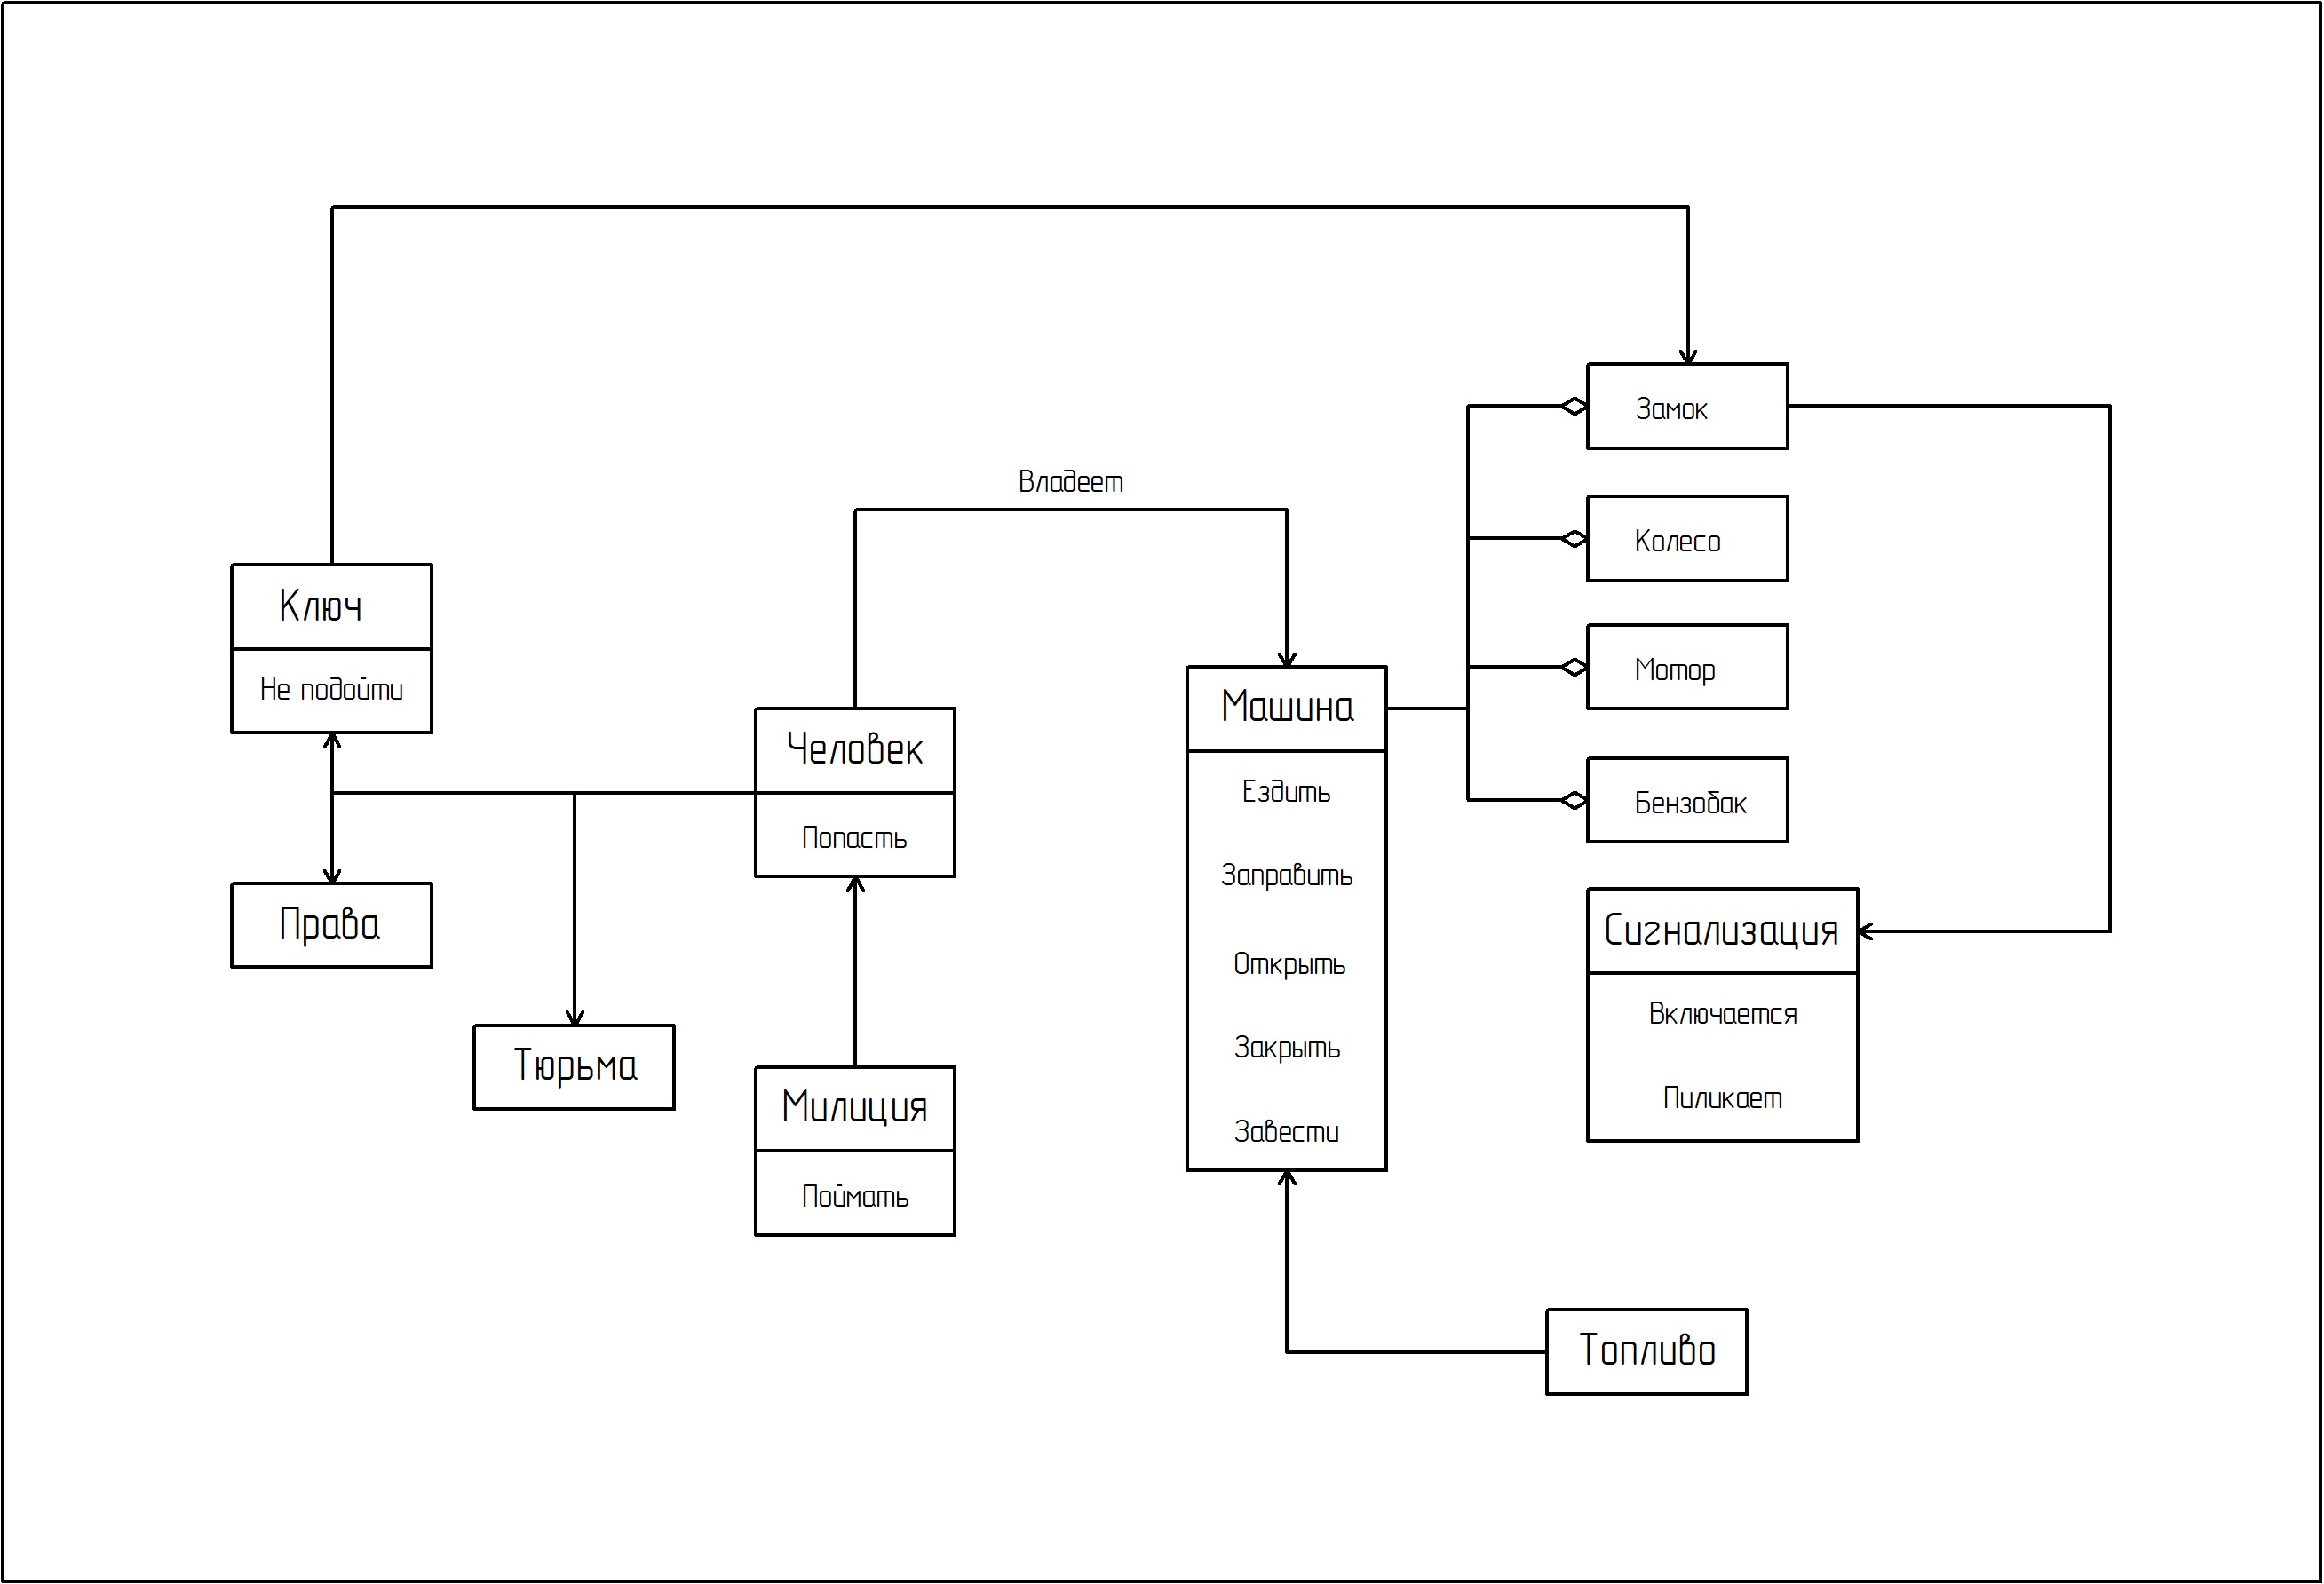 Владеет
Ключ
Не подойти
Человек
Попасть
Права
Тюрьма
Милиция
Поймать
Машина
Ездить
Заправить
Открыть
Закрыть
Завести
Замок
Колесо
Мотор
Бензобак
Сигнализация
Включается
Пиликает
Топливо